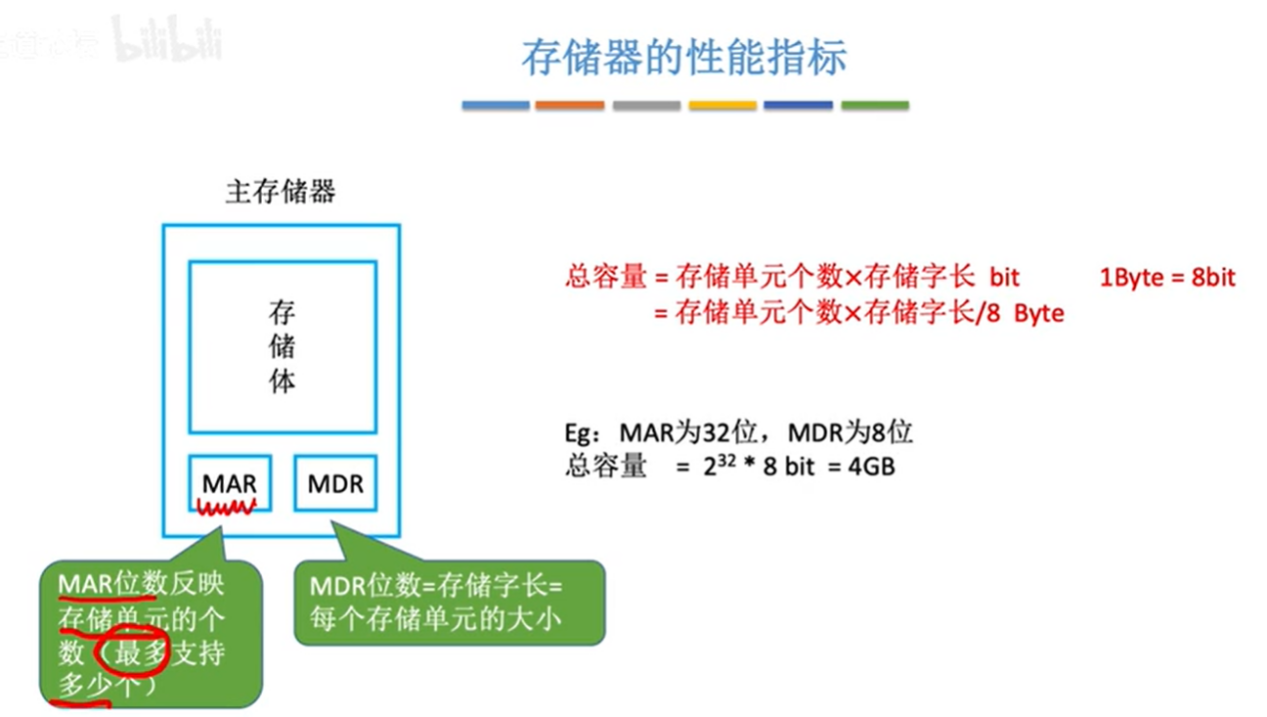 bilibili
存储器的性能指标
主存储器
存
储
体
MAR
MDR
MAR位数反映
存储单元的个
数（最多支持
多少个）
MDR位数=存储字长=
每个存储单元的大小
总容量 = 存储单元个数×存储字长 bit
1Byte = 8bit
= 存储单元个数×存储字长/8 Byte
Eg：MAR为32位，MDR为8位
总容量 = 2³² * 8 bit = 4GB